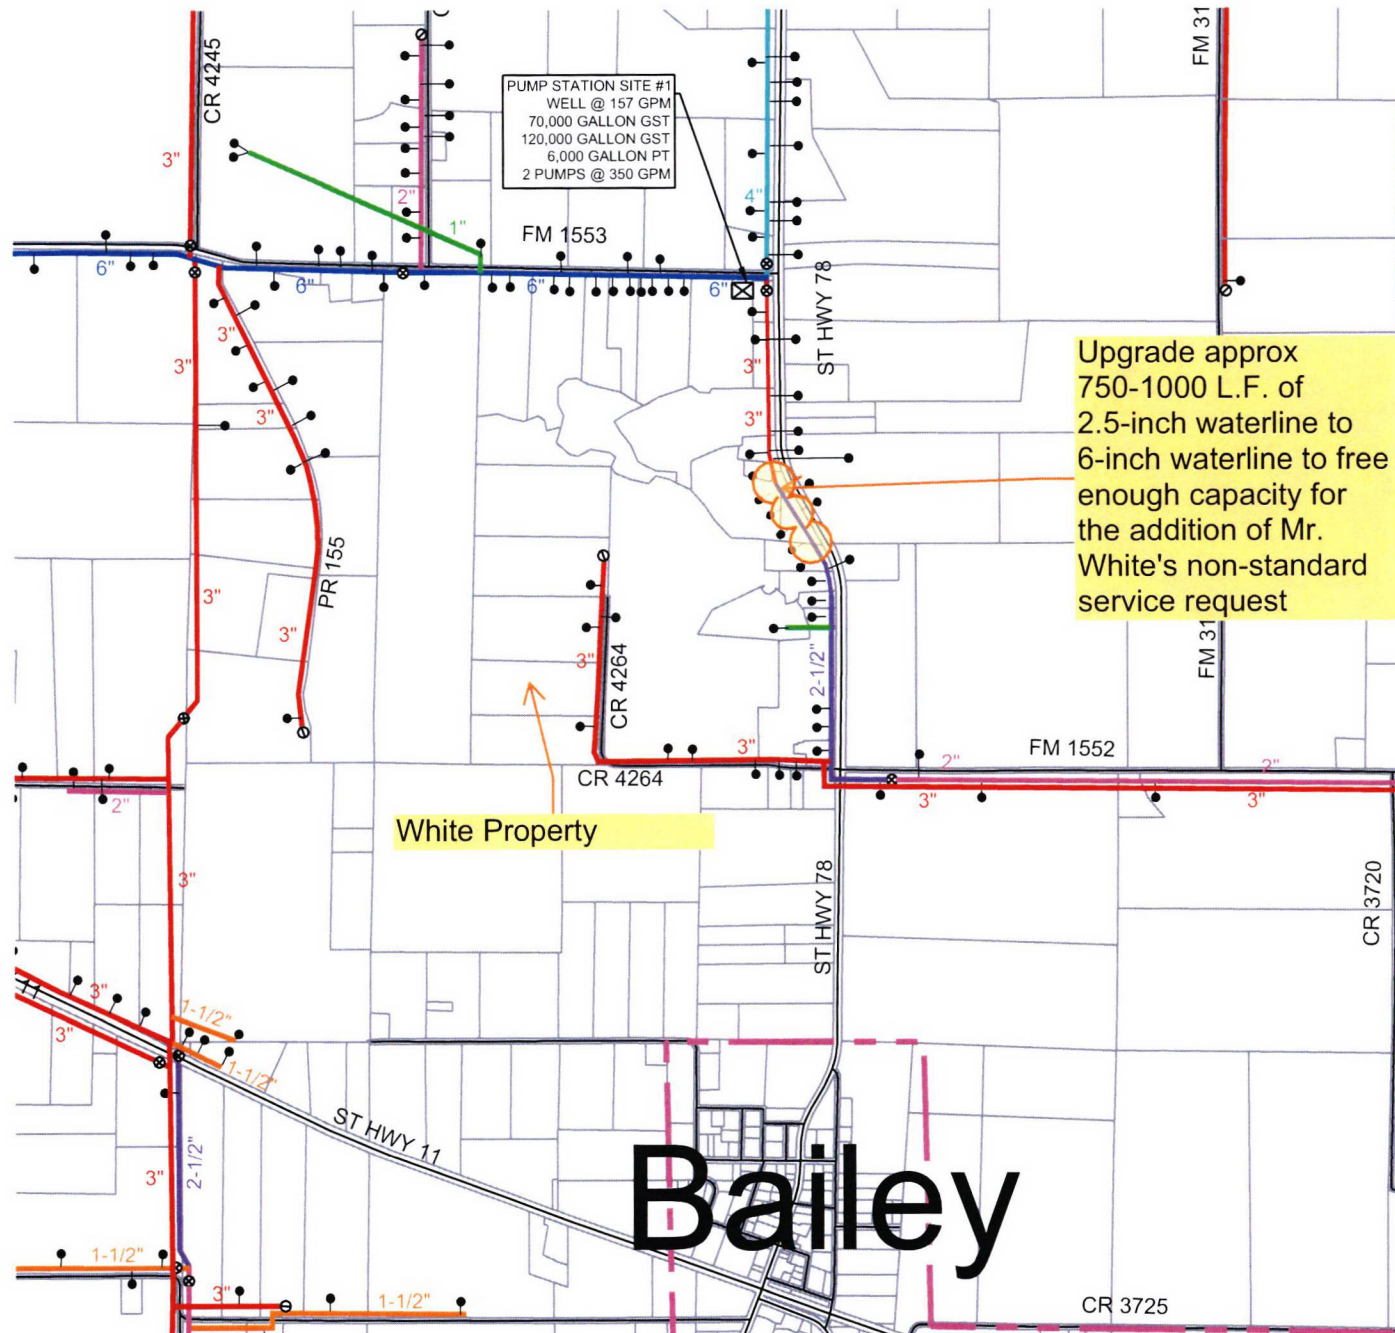 CR 4245
FM 31
PUMP STATION SITE #1
WELL @ 157 GPM
70,000 GALLON GST
120,000 GALLON GST
6,000 GALLON PT
2 PUMPS @ 350 GPM
3"
2"
4"
1"
FM 1553
6"
6"
6"
6"
ST HWY 78
3"
3"
3"
3"
3"
Upgrade approx
750-1000 L.F. of
2.5-inch waterline to
6-inch waterline to free
enough capacity for
the addition of Mr.
White's non-standard
service request
PR 155
3"
3"
3"
CR 4264
2-1/2"
FM 31
3"
FM 1552
CR 4264
2"
2"
2"
3"
3"
White Property
3"
ST HWY 78
CR 3720
11
3"
3"
1-1/2"
1-1/2"
ST HWY 11
3"
2-1/2"
Bailey
1-1/2"
3"
1-1/2"
CR 3725